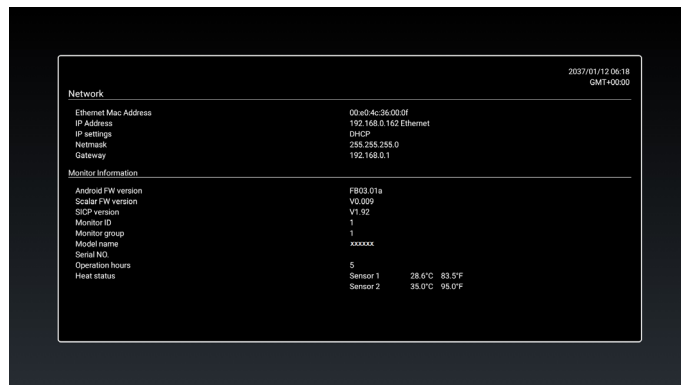 2037/01/12 06:18
GMT+00:00
Network
Ethernet Mac Address 00:e0:4c:36:00:0f
IP Address 192.168.0.162 Ethernet
IP settings DHCP
Netmask 255.255.255.0
Gateway 192.168.0.1
Monitor Information
Android FW version FB03.01a
Scalar FW version V0.009
SICP version V1.92
Monitor ID 1
Monitor group 1
Model name xxxxxx
Serial NO.
Operation hours 5
Heat status Sensor 1 28.6°C 83.5°F
Sensor 2 35.0°C 95.0°F